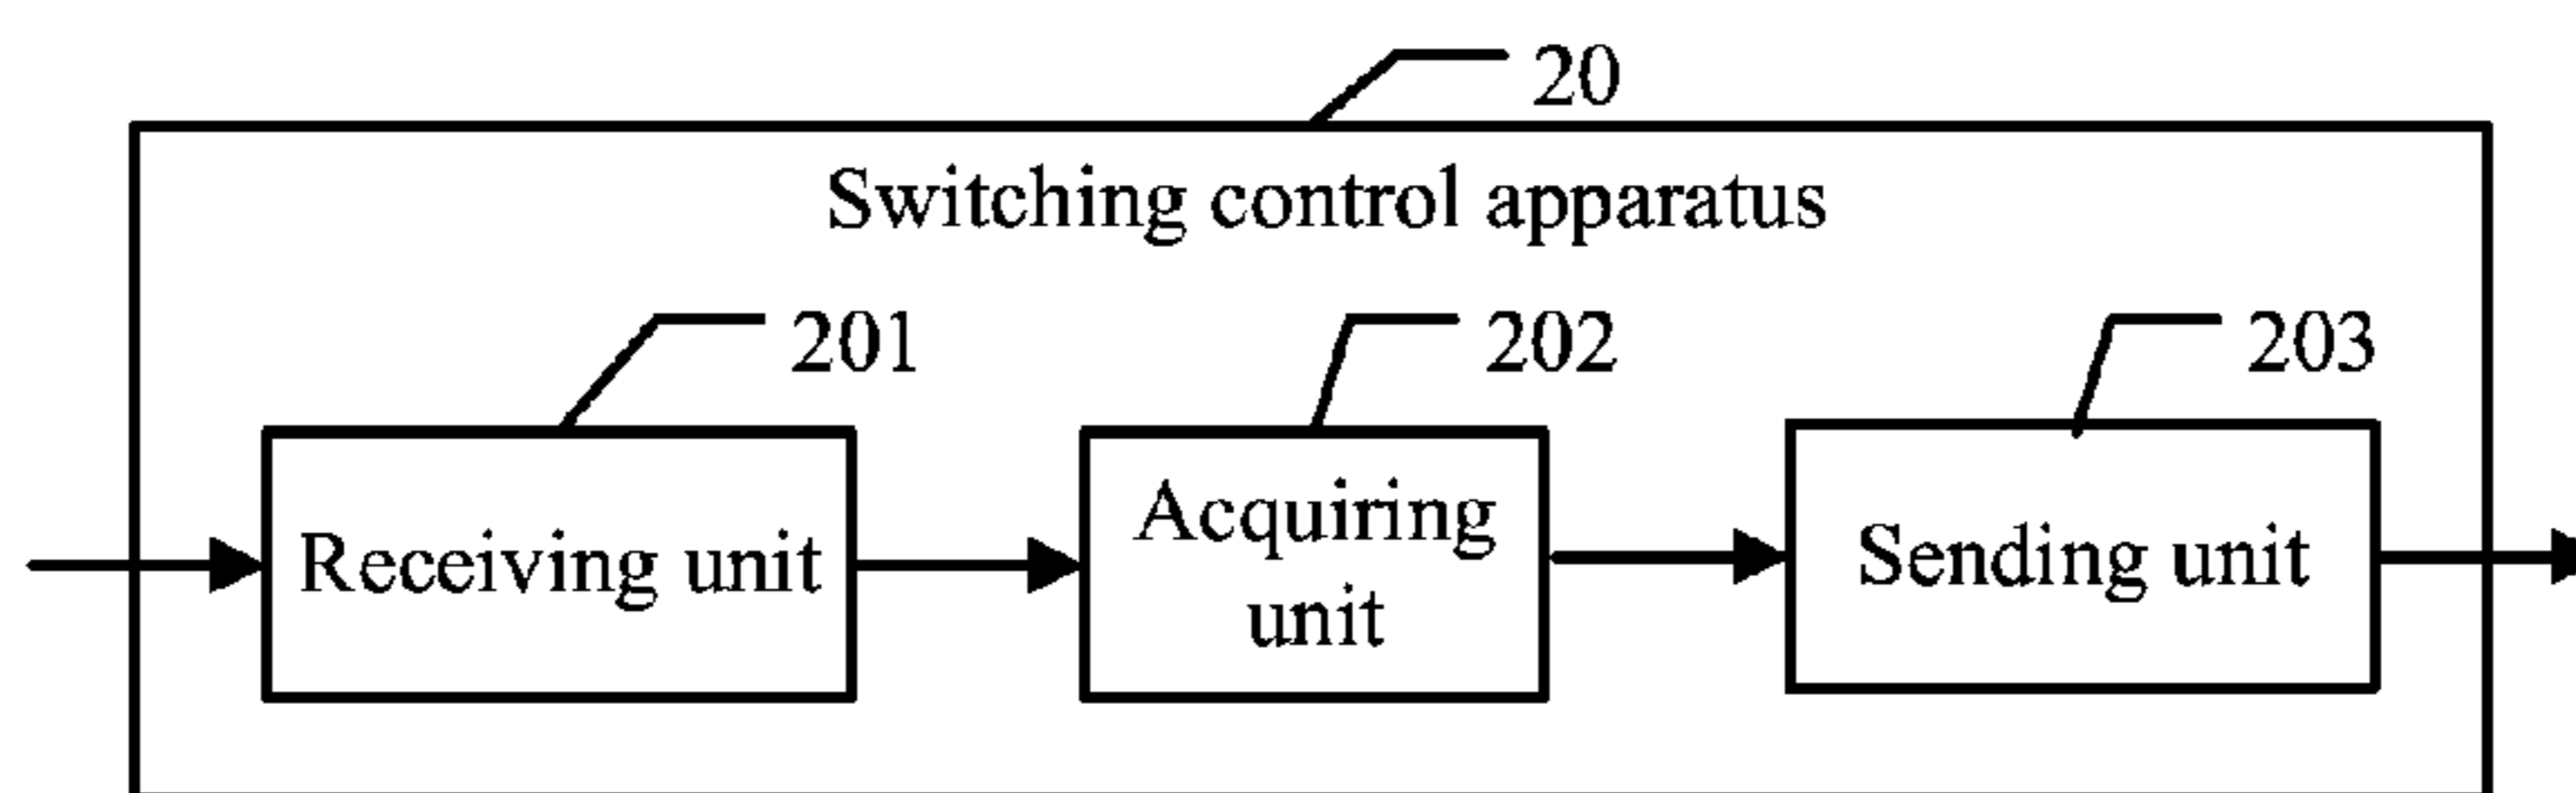 20
Switching control apparatus
201
202
203
Receiving unit
Acquiring
unit
Sending unit